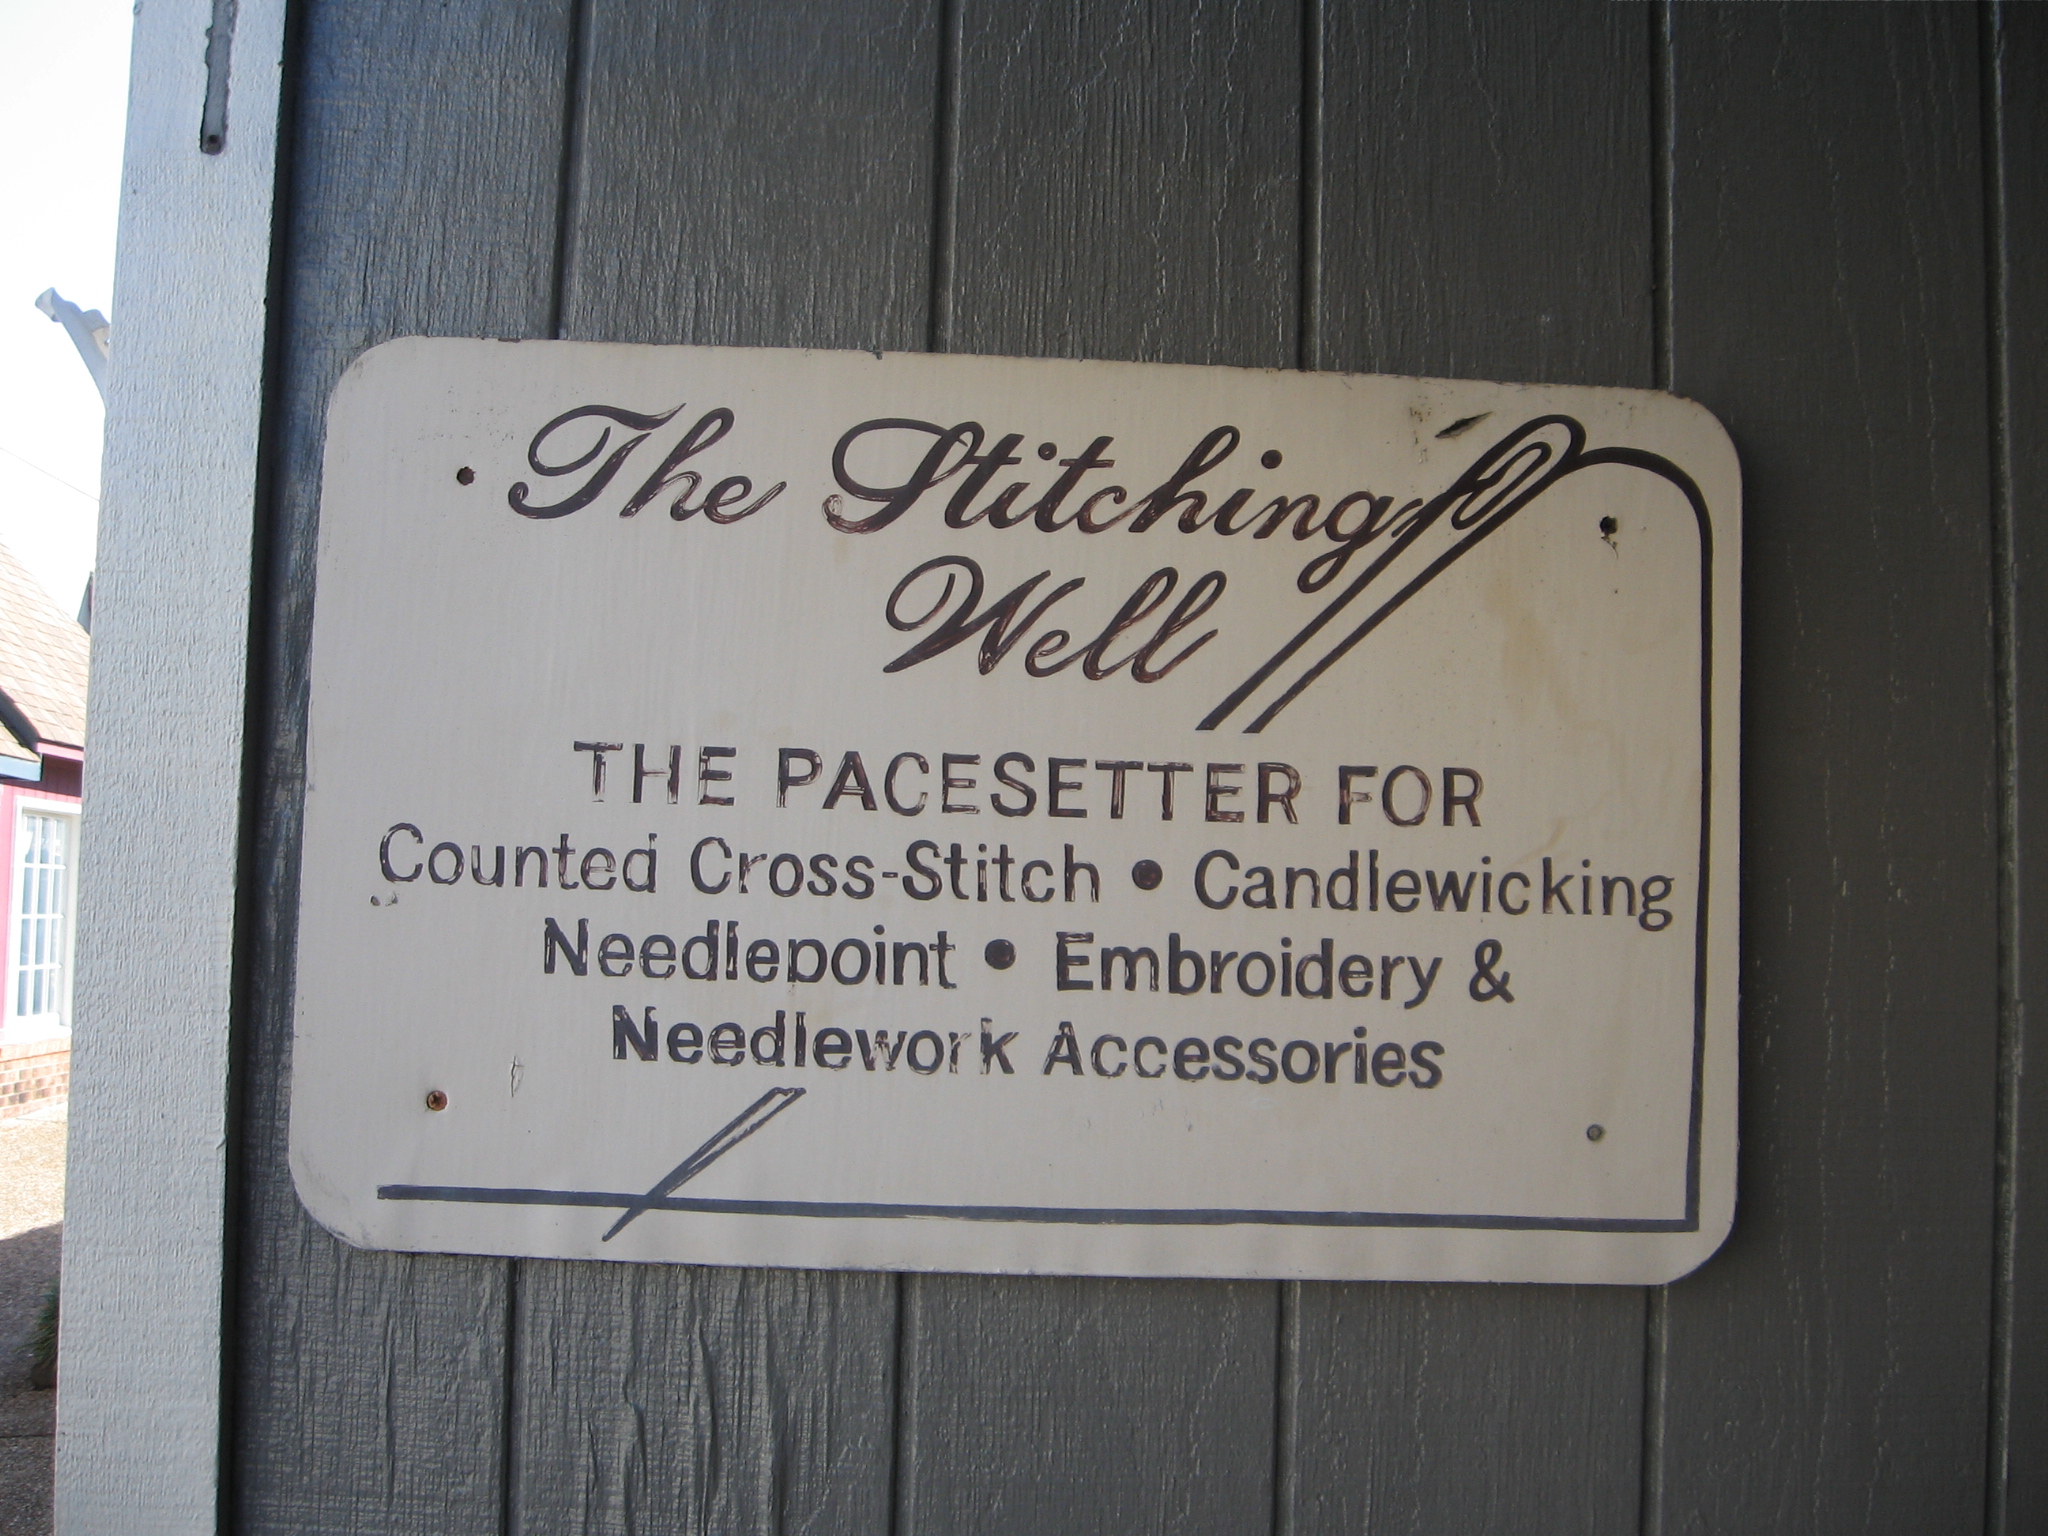 The Stitching
Well
THE PACESETTER FOR
Counted Cross-Stitch • Candlewicking
Needlepoint • Embroidery &
Needlework Accessories